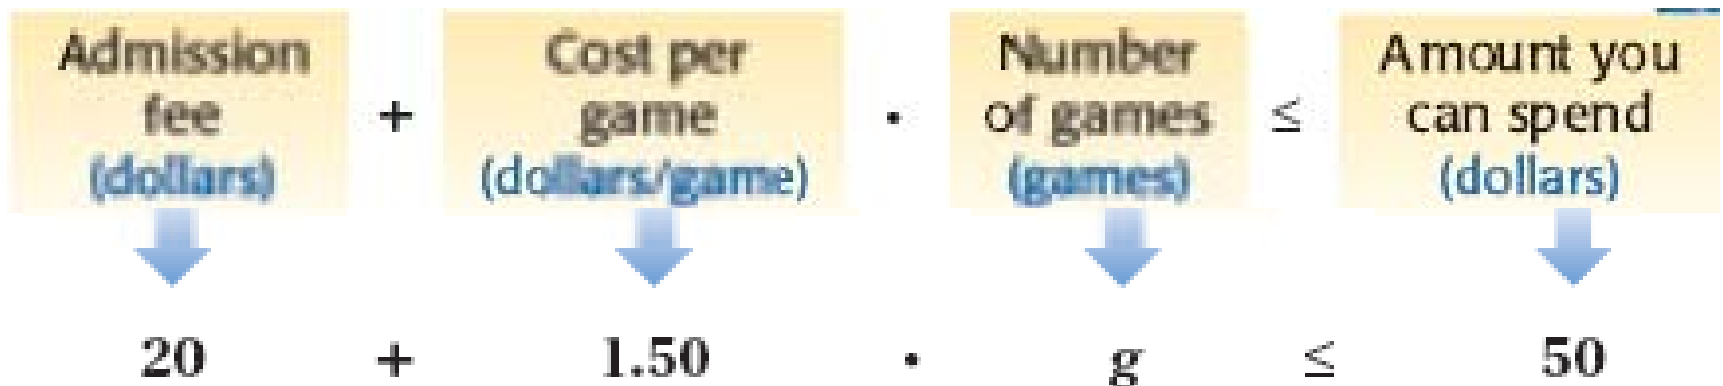 Admission fee (dollars) + Cost per game (dollars/game) · Number of games (games) ≤ Amount you can spend (dollars)
20 + 1.50 · g ≤ 50